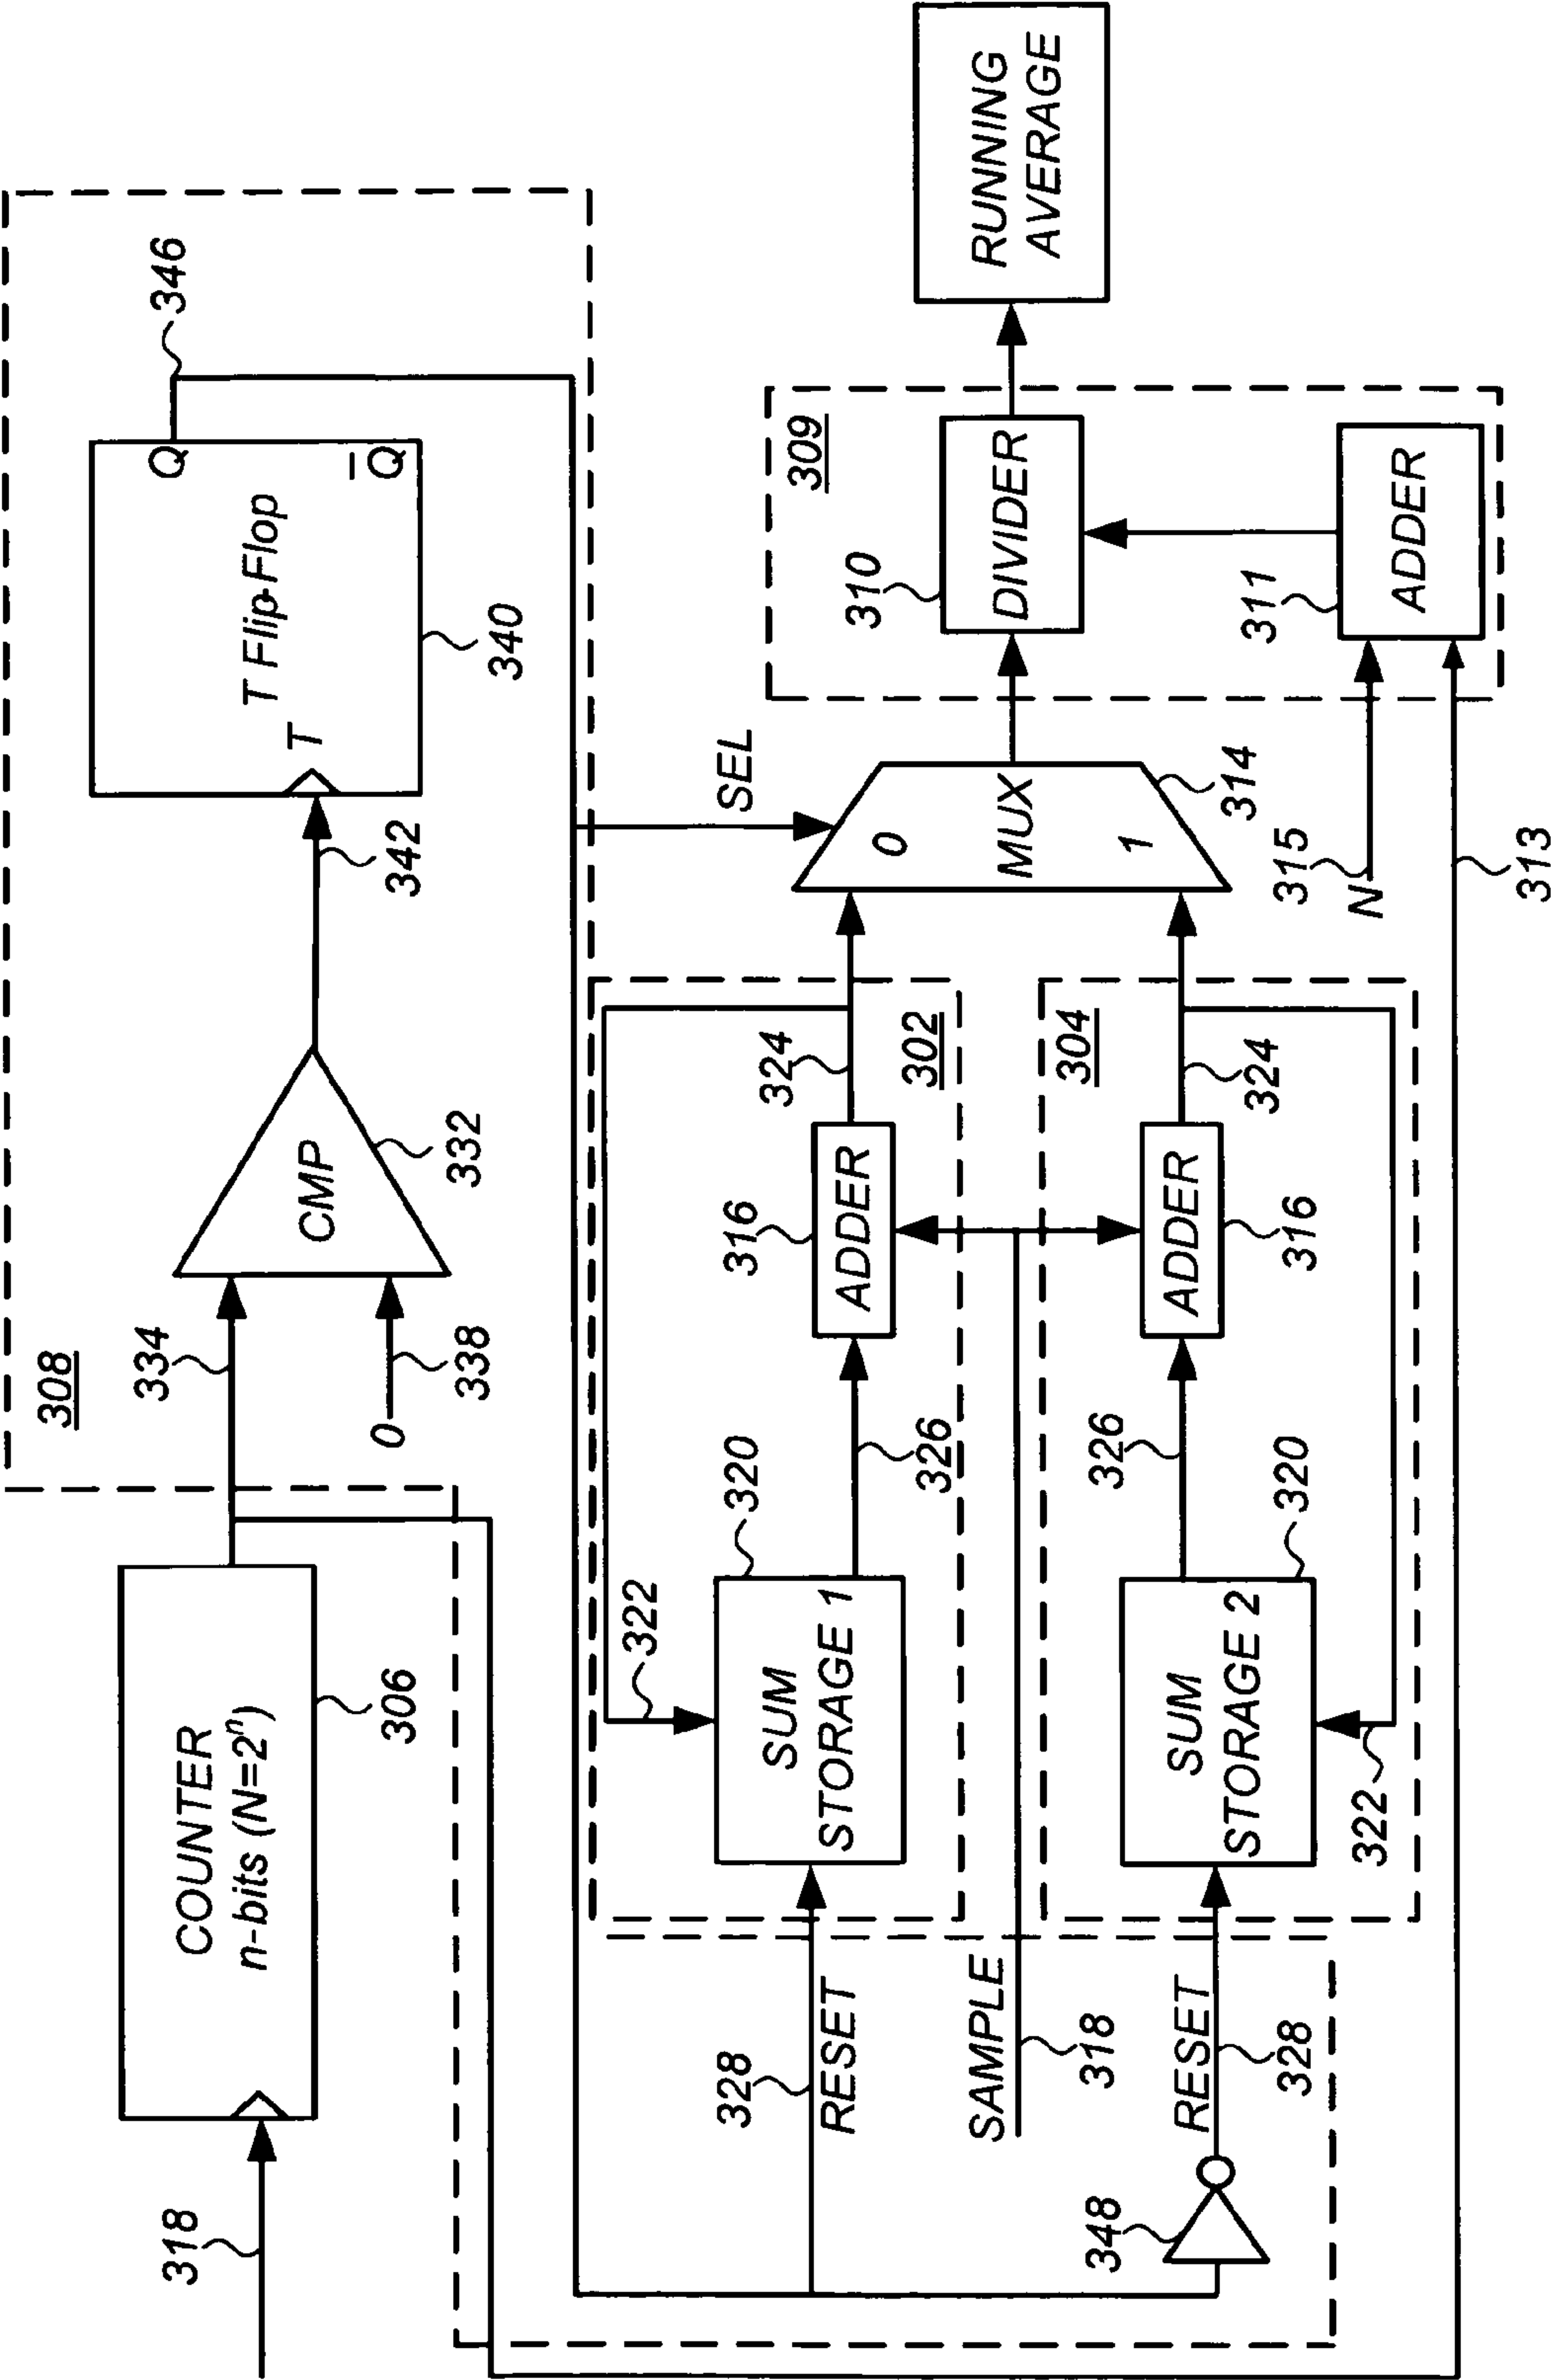 308
318
COUNTER
n-bits (N=2ⁿ)
306
334
0
338
CMP
332
342
T
T Flip-Flop
Q
Q̅
340
346
328
RESET
SAMPLE
318
348
RESET
328
322
SUM
STORAGE 1
320
326
316
ADDER
324
302
SUM
STORAGE 2
320
322
326
ADDER
316
304
324
SEL
0
MUX
1
314
315
N
313
309
310
DIVIDER
311
ADDER
RUNNING
AVERAGE